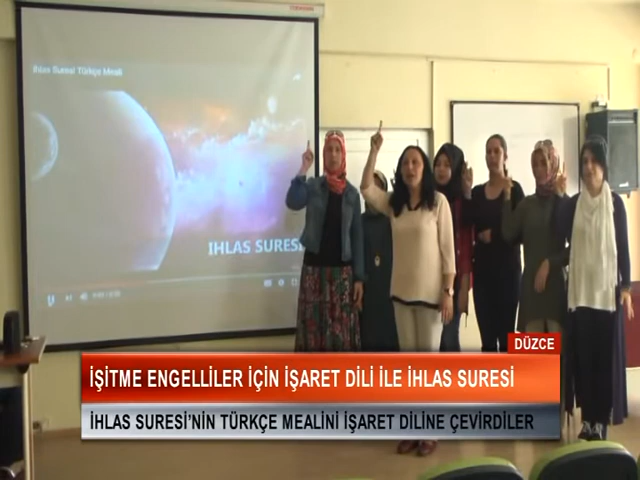 İhlas Suresi Türkçe Meali
IHLAS SURESİ
DÜZCE
İŞİTME ENGELLİLER İÇİN İŞARET DİLİ İLE İHLAS SURESİ
İHLAS SURESİ’NİN TÜRKÇE MEALİNİ İŞARET DİLİNE ÇEVİRDİLER